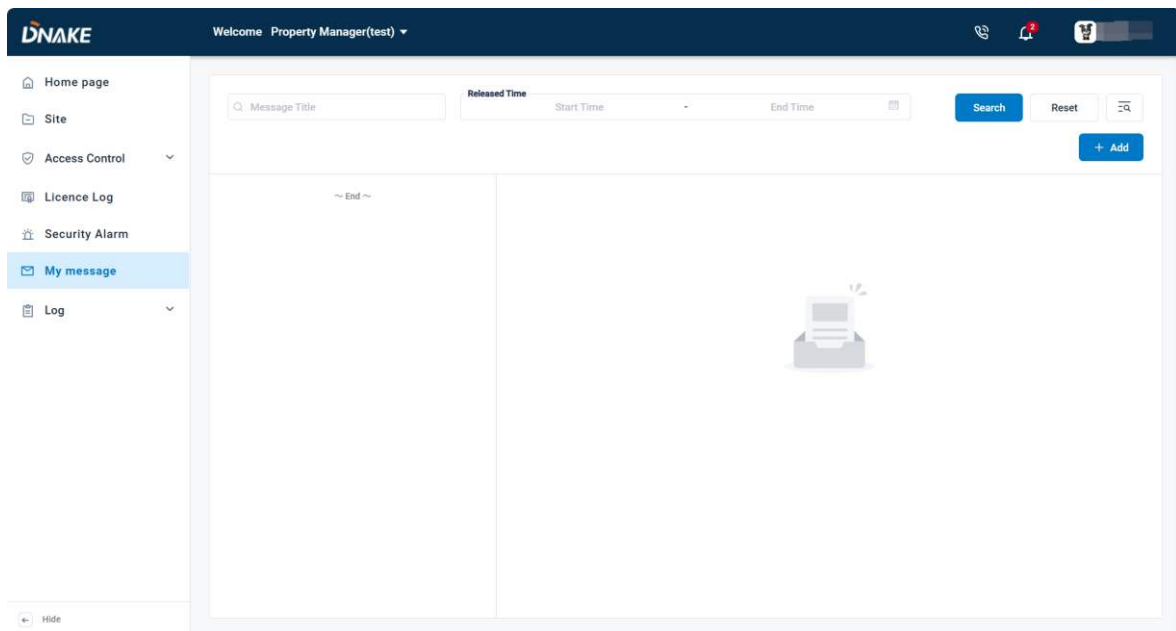 DNAKE
Welcome Property Manager(test)
2
Home page
Site
Access Control
Licence Log
Security Alarm
My message
Log
Hide
Message Title
Released Time
Start Time - End Time
Search
Reset
+ Add
~ End ~